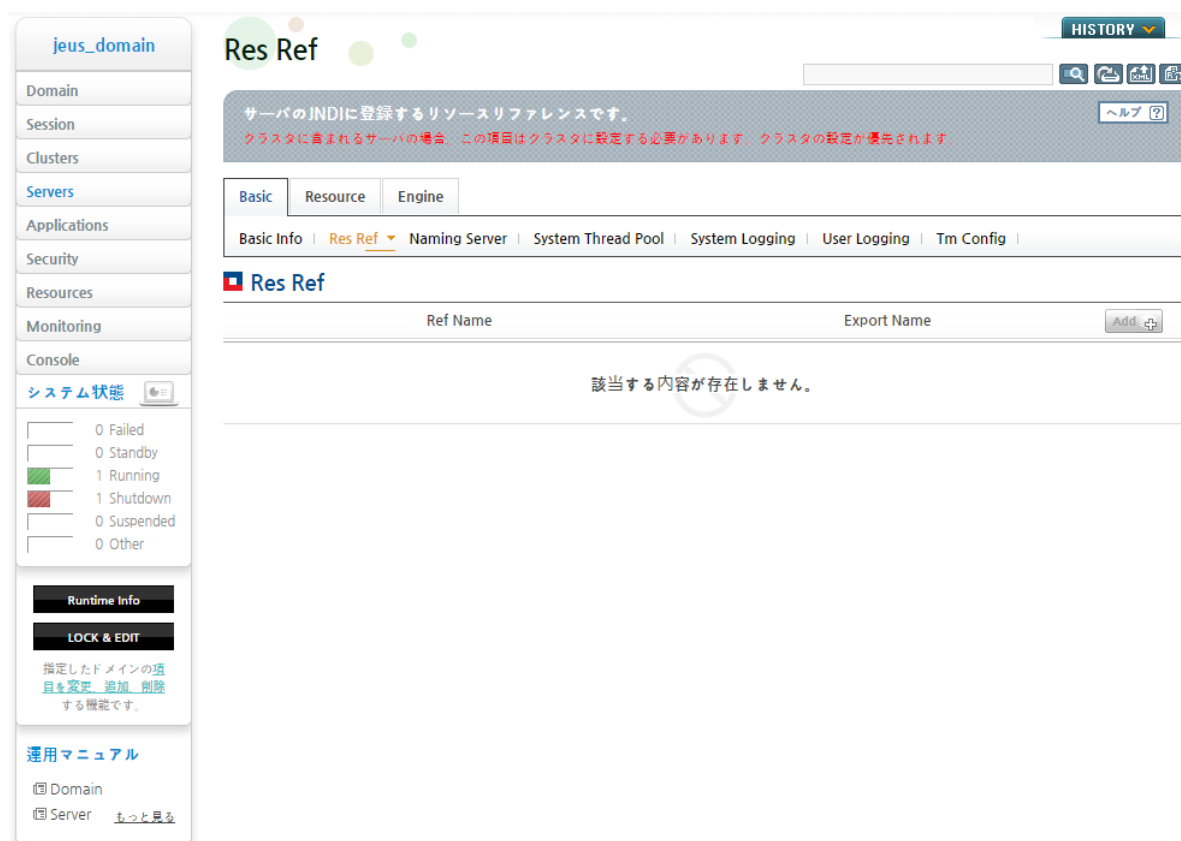 jeus_domain
Domain
Session
Clusters
Servers
Applications
Security
Resources
Monitoring
Console
システム状態
0 Failed
0 Standby
1 Running
1 Shutdown
0 Suspended
0 Other
Runtime Info
LOCK & EDIT
指定したドメインの項
目を変更、追加、削除
する機能です。
運用マニュアル
Domain
Server もっと見る
HISTORY
Res Ref
XML
サーバのJNDIに登録するリソースリファレンスです。
ヘルプ ?
クラスタに含まれるサーバの場合、この項目はクラスタに設定する必要があります。クラスタの設定が優先されます。
Basic Resource Engine
Basic Info Res Ref Naming Server System Thread Pool System Logging User Logging Tm Config
Res Ref
Ref Name Export Name Add
該当する内容が存在しません。